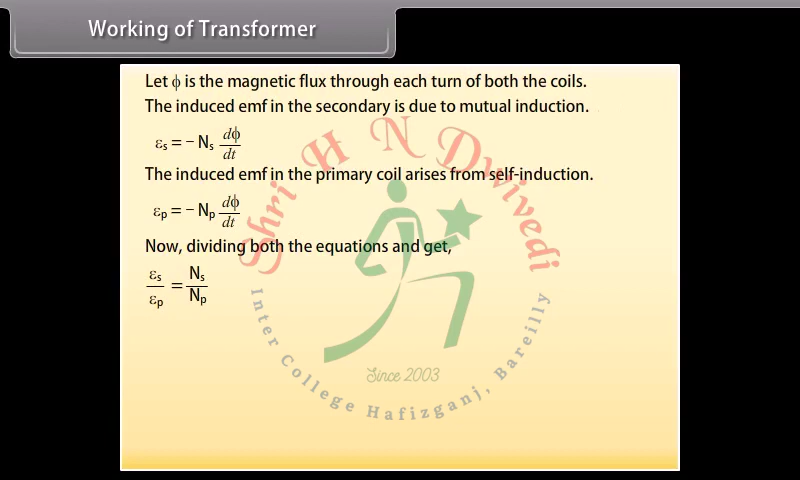 Working of Transformer
Let ϕ is the magnetic flux through each turn of both the coils.
The induced emf in the secondary is due to mutual induction.
εs = − Ns dϕ/dt
The induced emf in the primary coil arises from self-induction.
εp = − Np dϕ/dt
Now, dividing both the equations and get,
εs/εp = Ns/Np
Shri H N Dwivedi
Inter College Hafizganj, Bareilly
Since 2003